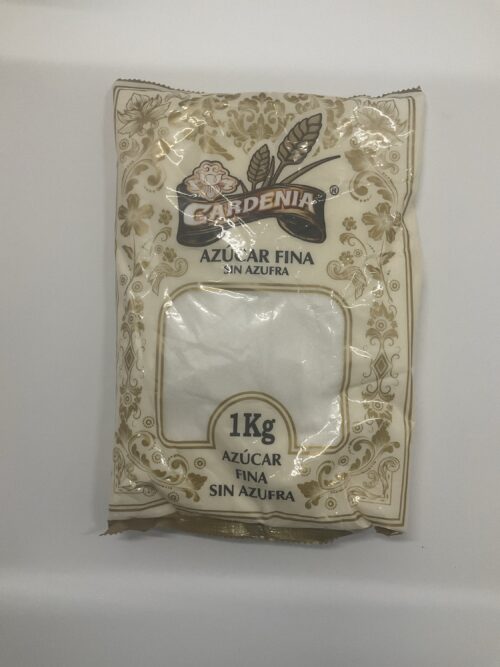 GARDENIA ®
AZÚCAR FINA
SIN AZUFRA
1Kg
AZÚCAR
FINA
SIN AZUFRA